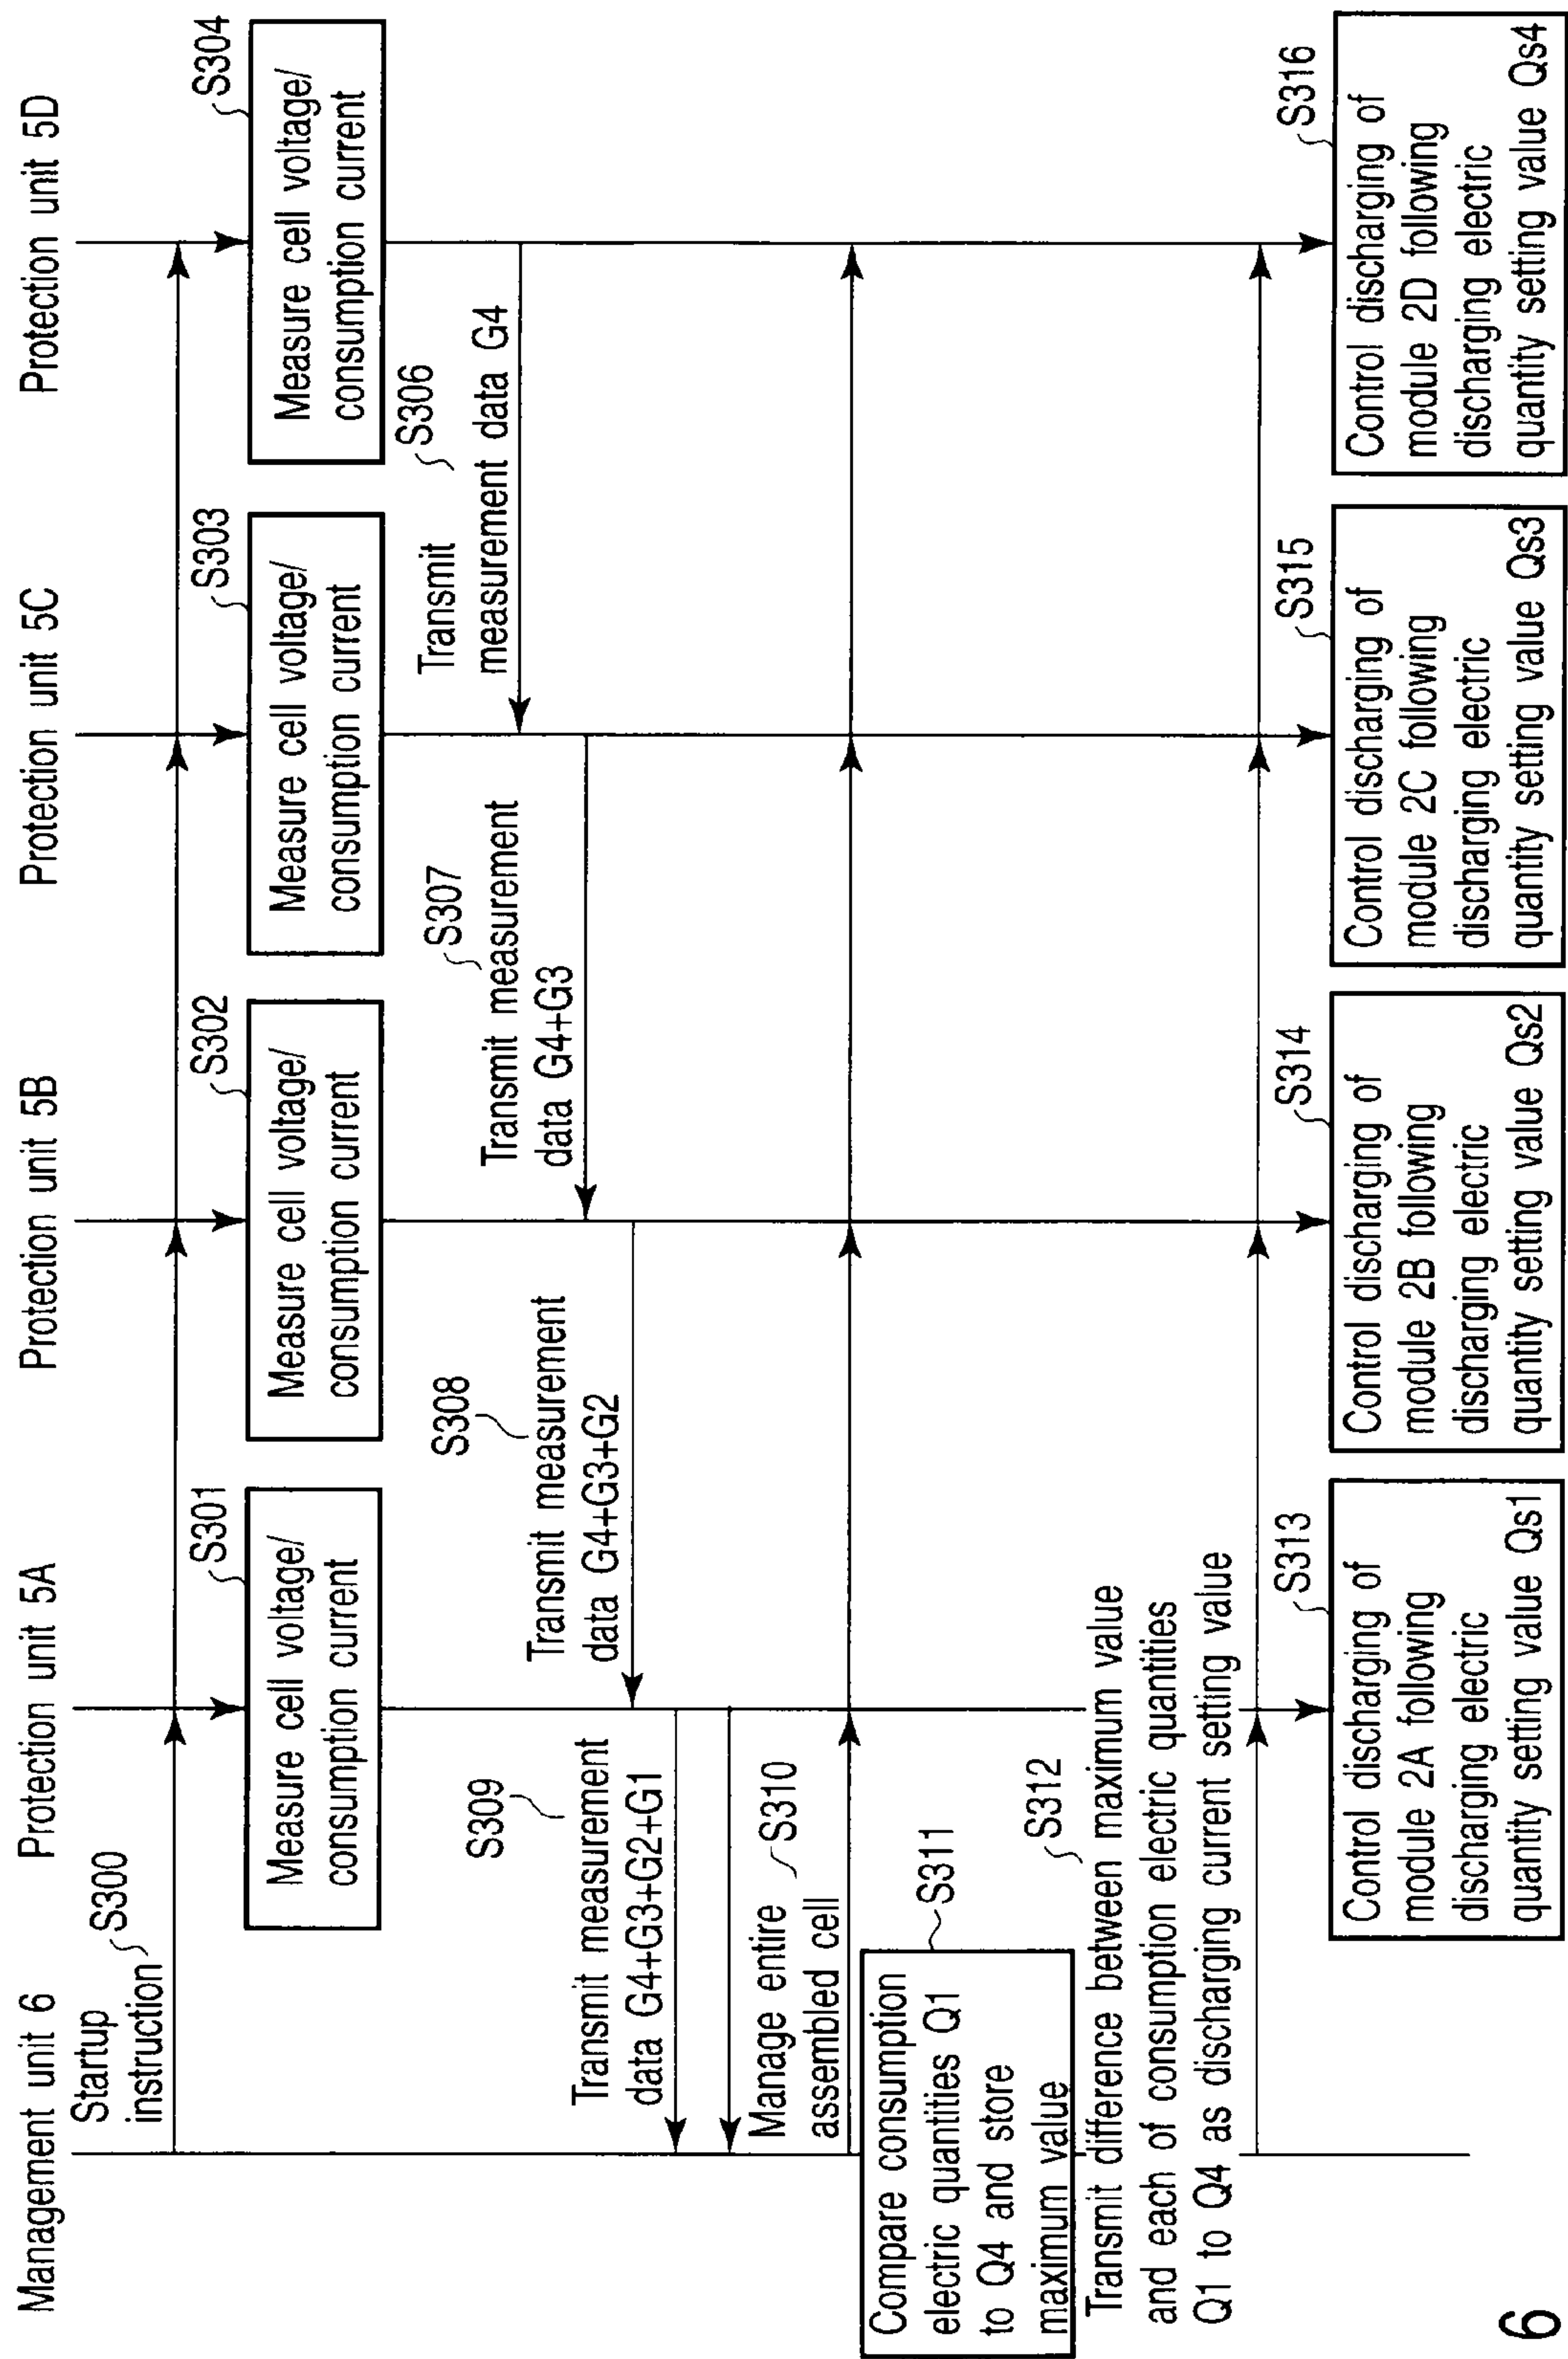 Management unit 6
Protection unit 5A
Protection unit 5B
Protection unit 5C
Protection unit 5D
Startup
instruction
S300
S301
Measure cell voltage/
consumption current
S302
Measure cell voltage/
consumption current
S303
Measure cell voltage/
consumption current
S304
Measure cell voltage/
consumption current
S306
Transmit
measurement data G4
S307
Transmit measurement
data G4+G3
S308
Transmit measurement
data G4+G3+G2
S309
Transmit measurement
data G4+G3+G2+G1
Manage entire
assembled cell
S310
S311
Compare consumption
electric quantities Q1
to Q4 and store
maximum value
S312
Transmit difference between maximum value
and each of consumption electric quantities
Q1 to Q4 as discharging current setting value
S313
Control discharging of
module 2A following
discharging electric
quantity setting value Qs1
S314
Control discharging of
module 2B following
discharging electric
quantity setting value Qs2
S315
Control discharging of
module 2C following
discharging electric
quantity setting value Qs3
S316
Control discharging of
module 2D following
discharging electric
quantity setting value Qs4
6